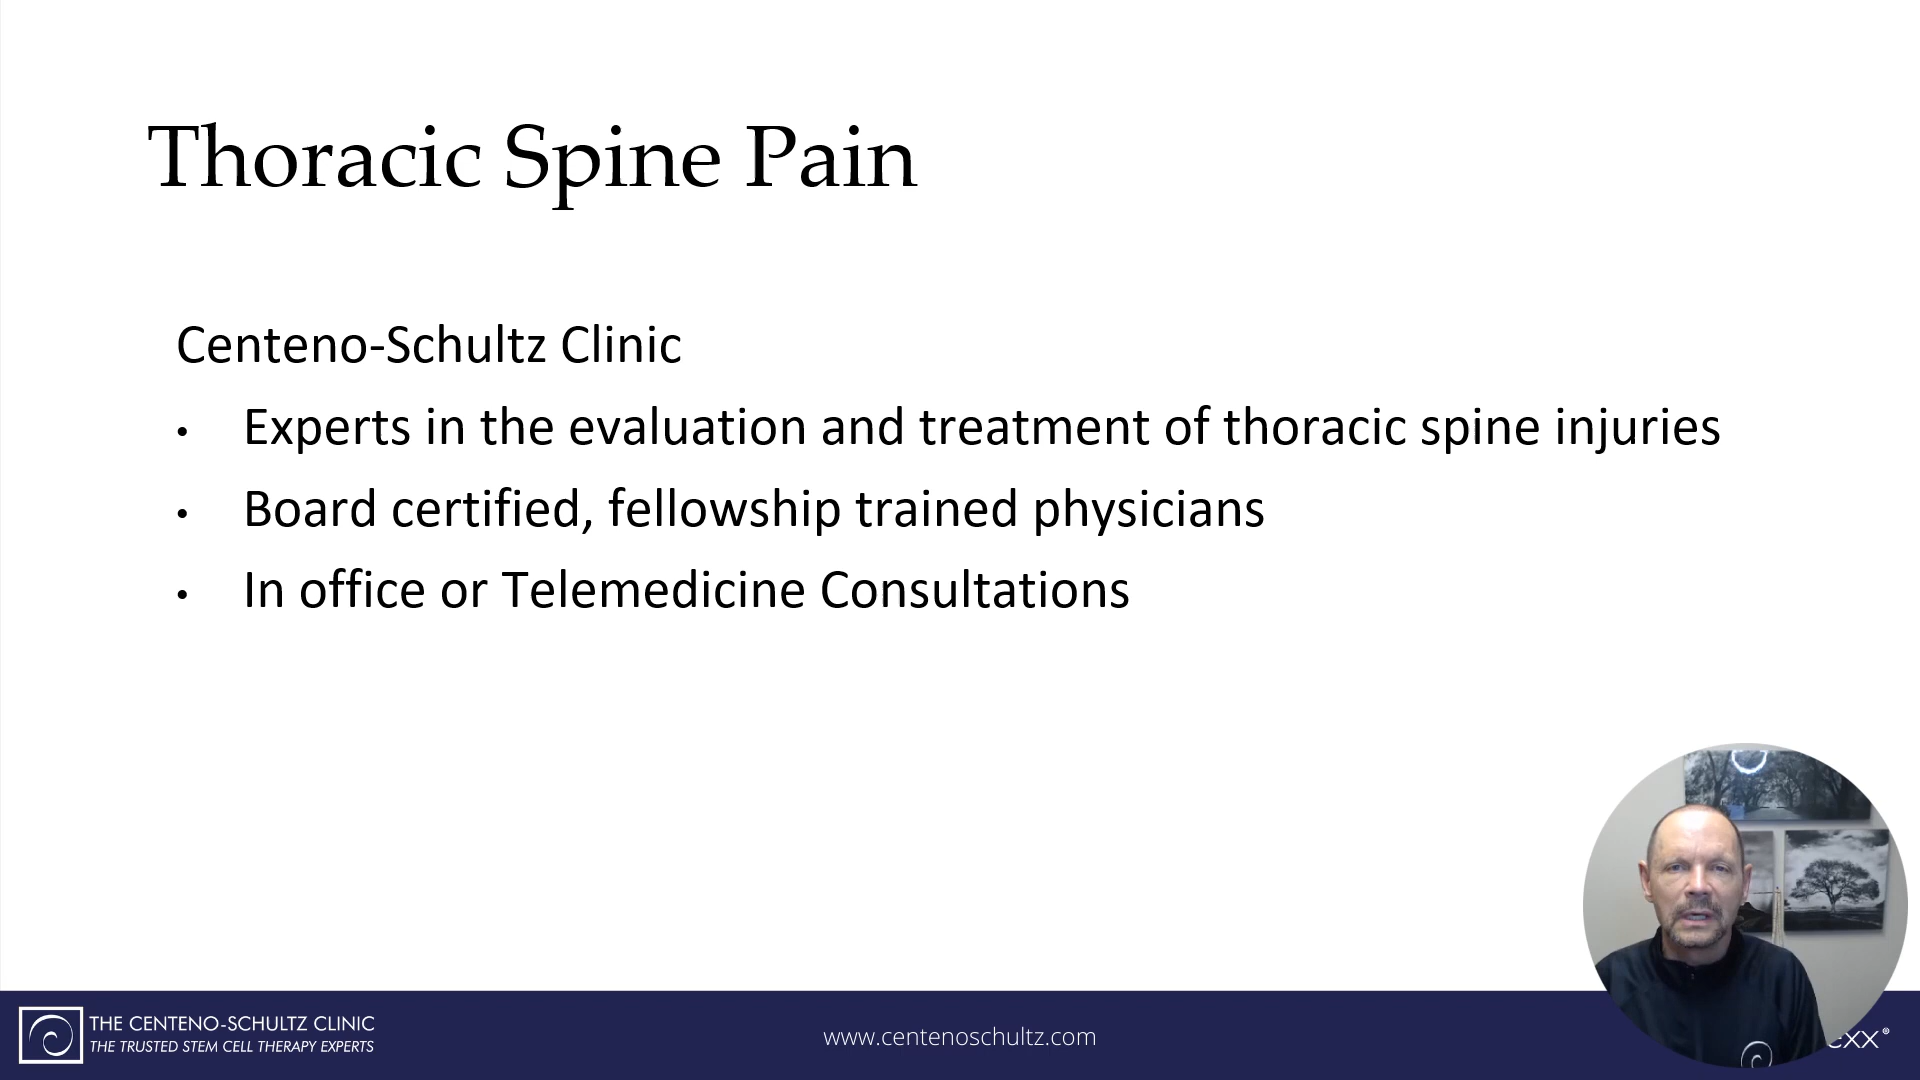 Thoracic Spine Pain
Centeno-Schultz Clinic
• Experts in the evaluation and treatment of thoracic spine injuries
• Board certified, fellowship trained physicians
• In office or Telemedicine Consultations
THE CENTENO-SCHULTZ CLINIC
THE TRUSTED STEM CELL THERAPY EXPERTS
www.centenoschultz.com